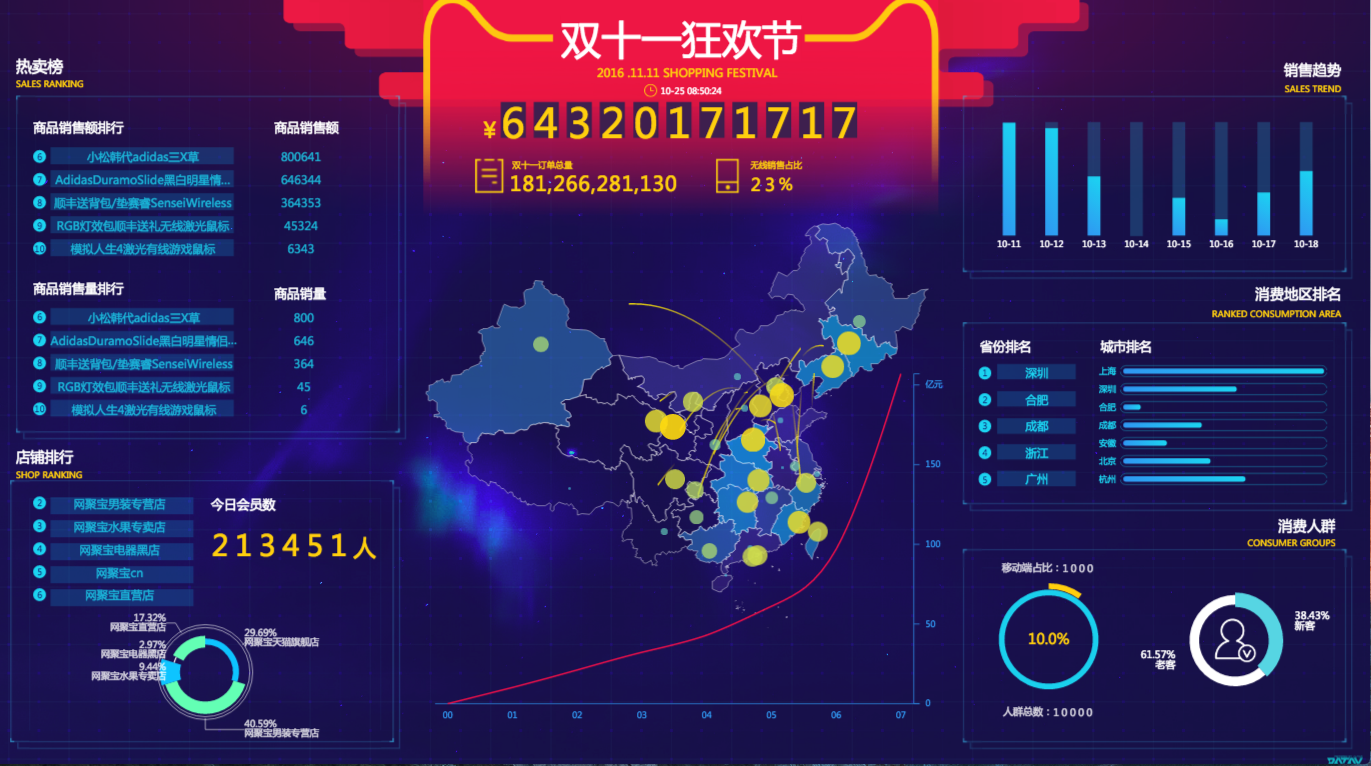 双十一狂欢节
2016 .11.11 SHOPPING FESTIVAL
10-25 08:50:24
¥64320171717
双十一订单总量
181,266,281,130
无线销售占比
23%
热卖榜
SALES RANKING
商品销售额排行 商品销售额
6 小松韩代adidas三X草 800641
7 AdidasDuramoSlide黑白明星情... 646344
8 顺丰送背包/垫赛睿SenseiWireless 364353
9 RGB灯效包顺丰送礼无线激光鼠标 45324
10 模拟人生4激光有线游戏鼠标 6343
商品销售量排行 商品销量
6 小松韩代adidas三X草 800
7 AdidasDuramoSlide黑白明星情侣... 646
8 顺丰送背包/垫赛睿SenseiWireless 364
9 RGB灯效包顺丰送礼无线激光鼠标 45
10 模拟人生4激光有线游戏鼠标 6
店铺排行
SHOP RANKING
2 网聚宝男装专营店
3 网聚宝水果专卖店
4 网聚宝电器黑店
5 网聚宝cn
6 网聚宝直营店
今日会员数
213451人
17.32%
网聚宝直营店
2.97%
网聚宝电器黑店
9.44%
网聚宝水果专卖店
29.69%
网聚宝天猫旗舰店
40.59%
网聚宝男装专营店
亿元
150
100
50
0
00 01 02 03 04 05 06 07
销售趋势
SALES TREND
10-11 10-12 10-13 10-14 10-15 10-16 10-17 10-18
消费地区排名
RANKED CONSUMPTION AREA
省份排名
1 深圳
2 合肥
3 成都
4 浙江
5 广州
城市排名
上海
深圳
合肥
成都
安徽
北京
杭州
消费人群
CONSUMER GROUPS
移动端占比：1000
10.0%
人群总数：10000
38.43%
新客
61.57%
老客
DATAV